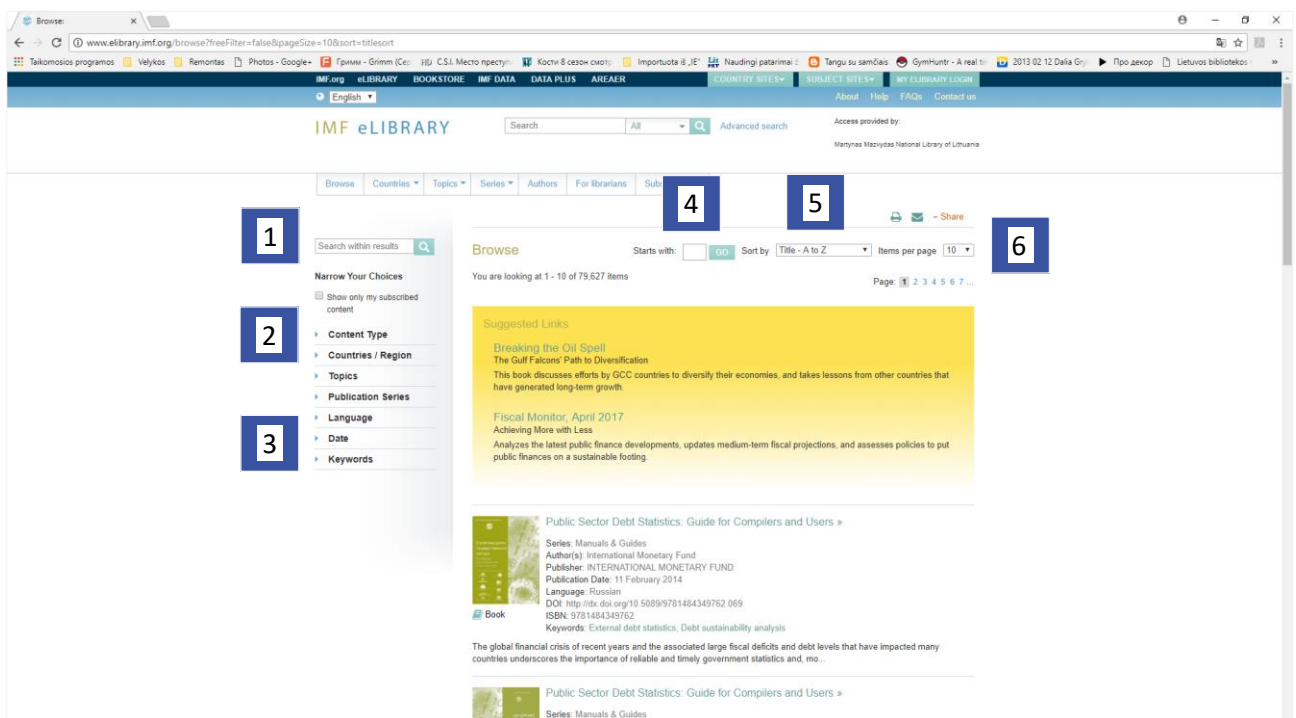 Browse:
www.elibrary.imf.org/browse?freeFilter=false&pageSize=10&sort=titlesort
Taikomosios programos Velykos Remontas Photos - Google+ Гримм - Grimm (Се C.S.I. Место преступ Кости 8 сезон смотр Importuota iš „IE“ Naudingi patarimai Tangu su samčiais GymHuntr - A real ti 2013 02 12 Dalia Gry Про декор Lietuvos bibliotekos »
IMF.org eLIBRARY BOOKSTORE IMF DATA DATA PLUS AREAER COUNTRY SITES SUBJECT SITES MY ELIBRARY LOGIN
English About Help FAQs Contact us
IMF eLIBRARY Search All Advanced search Access provided by:
Martynas Mazvydas National Library of Lithuania
Browse Countries Topics Series Authors For librarians Subs
4 5
– Share
1 6
Search within results Browse Starts with: GO Sort by Title - A to Z Items per page 10
Narrow Your Choices You are looking at 1 - 10 of 79,627 items Page: 1 2 3 4 5 6 7 ...
Show only my subscribed
content
2
Content Type
Countries / Region
Topics
Publication Series
Language
3
Date
Keywords
Suggested Links
Breaking the Oil Spell
The Gulf Falcons' Path to Diversification
This book discusses efforts by GCC countries to diversify their economies, and takes lessons from other countries that
have generated long-term growth.
Fiscal Monitor, April 2017
Achieving More with Less
Analyzes the latest public finance developments, updates medium-term fiscal projections, and assesses policies to put
public finances on a sustainable footing.
Public Sector Debt Statistics: Guide for Compilers and Users »
Series: Manuals & Guides
Author(s): International Monetary Fund
Publisher: INTERNATIONAL MONETARY FUND
Publication Date: 11 February 2014
Language: Russian
DOI: http://dx.doi.org/10.5089/9781484349762.069
Book ISBN: 9781484349762
Keywords: External debt statistics, Debt sustainability analysis
The global financial crisis of recent years and the associated large fiscal deficits and debt levels that have impacted many
countries underscores the importance of reliable and timely government statistics and, mo...
Public Sector Debt Statistics: Guide for Compilers and Users »
Series: Manuals & Guides